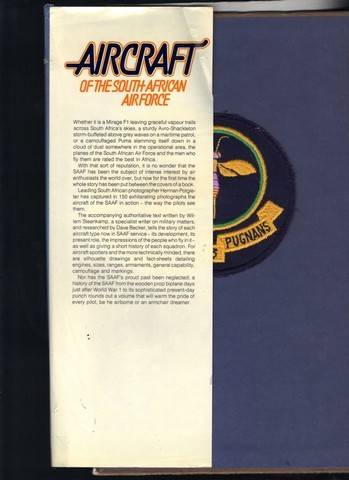 AIRCRAFT
OF THE SOUTH AFRICAN
AIR FORCE
Whether it is a Mirage F1 leaving graceful vapour trails
across South Africa's skies, a sturdy Avro-Shackleton
storm-buffeted above grey waves on a maritime patrol,
or a camouflaged Puma slamming itself down in a
cloud of dust somewhere in the operational area, the
planes of the South African Air Force and the men who
fly them are rated the best in Africa.
With that sort of reputation, it is no wonder that the
SAAF has been the subject of intense interest by air
enthusiasts the world over, but now for the first time the
whole story has been put between the covers of a book.
Leading South African photographer Herman Potgie-
ter has captured in 150 exhilarating photographs the
aircraft of the SAAF in action – the way the pilots see
them.
The accompanying authoritative text written by Wil-
lem Steenkamp, a specialist writer on military matters,
and researched by Dave Becker, tells the story of each
aircraft type now in SAAF service – its development, its
present role, the impressions of the people who fly in it –
as well as giving a short history of each squadron. For
aircraft spotters and the more technically minded, there
are silhouette drawings and fact-sheets detailing
engines, sizes, ranges, armaments, general capability,
camouflage and markings.
Nor has the SAAF's proud past been neglected: a
history of the SAAF from the wooden prop biplane days
just after World War 1 to its sophisticated present-day
punch rounds out a volume that will warm the pride of
every pilot, be he airborne or an armchair dreamer.
PUGNANS